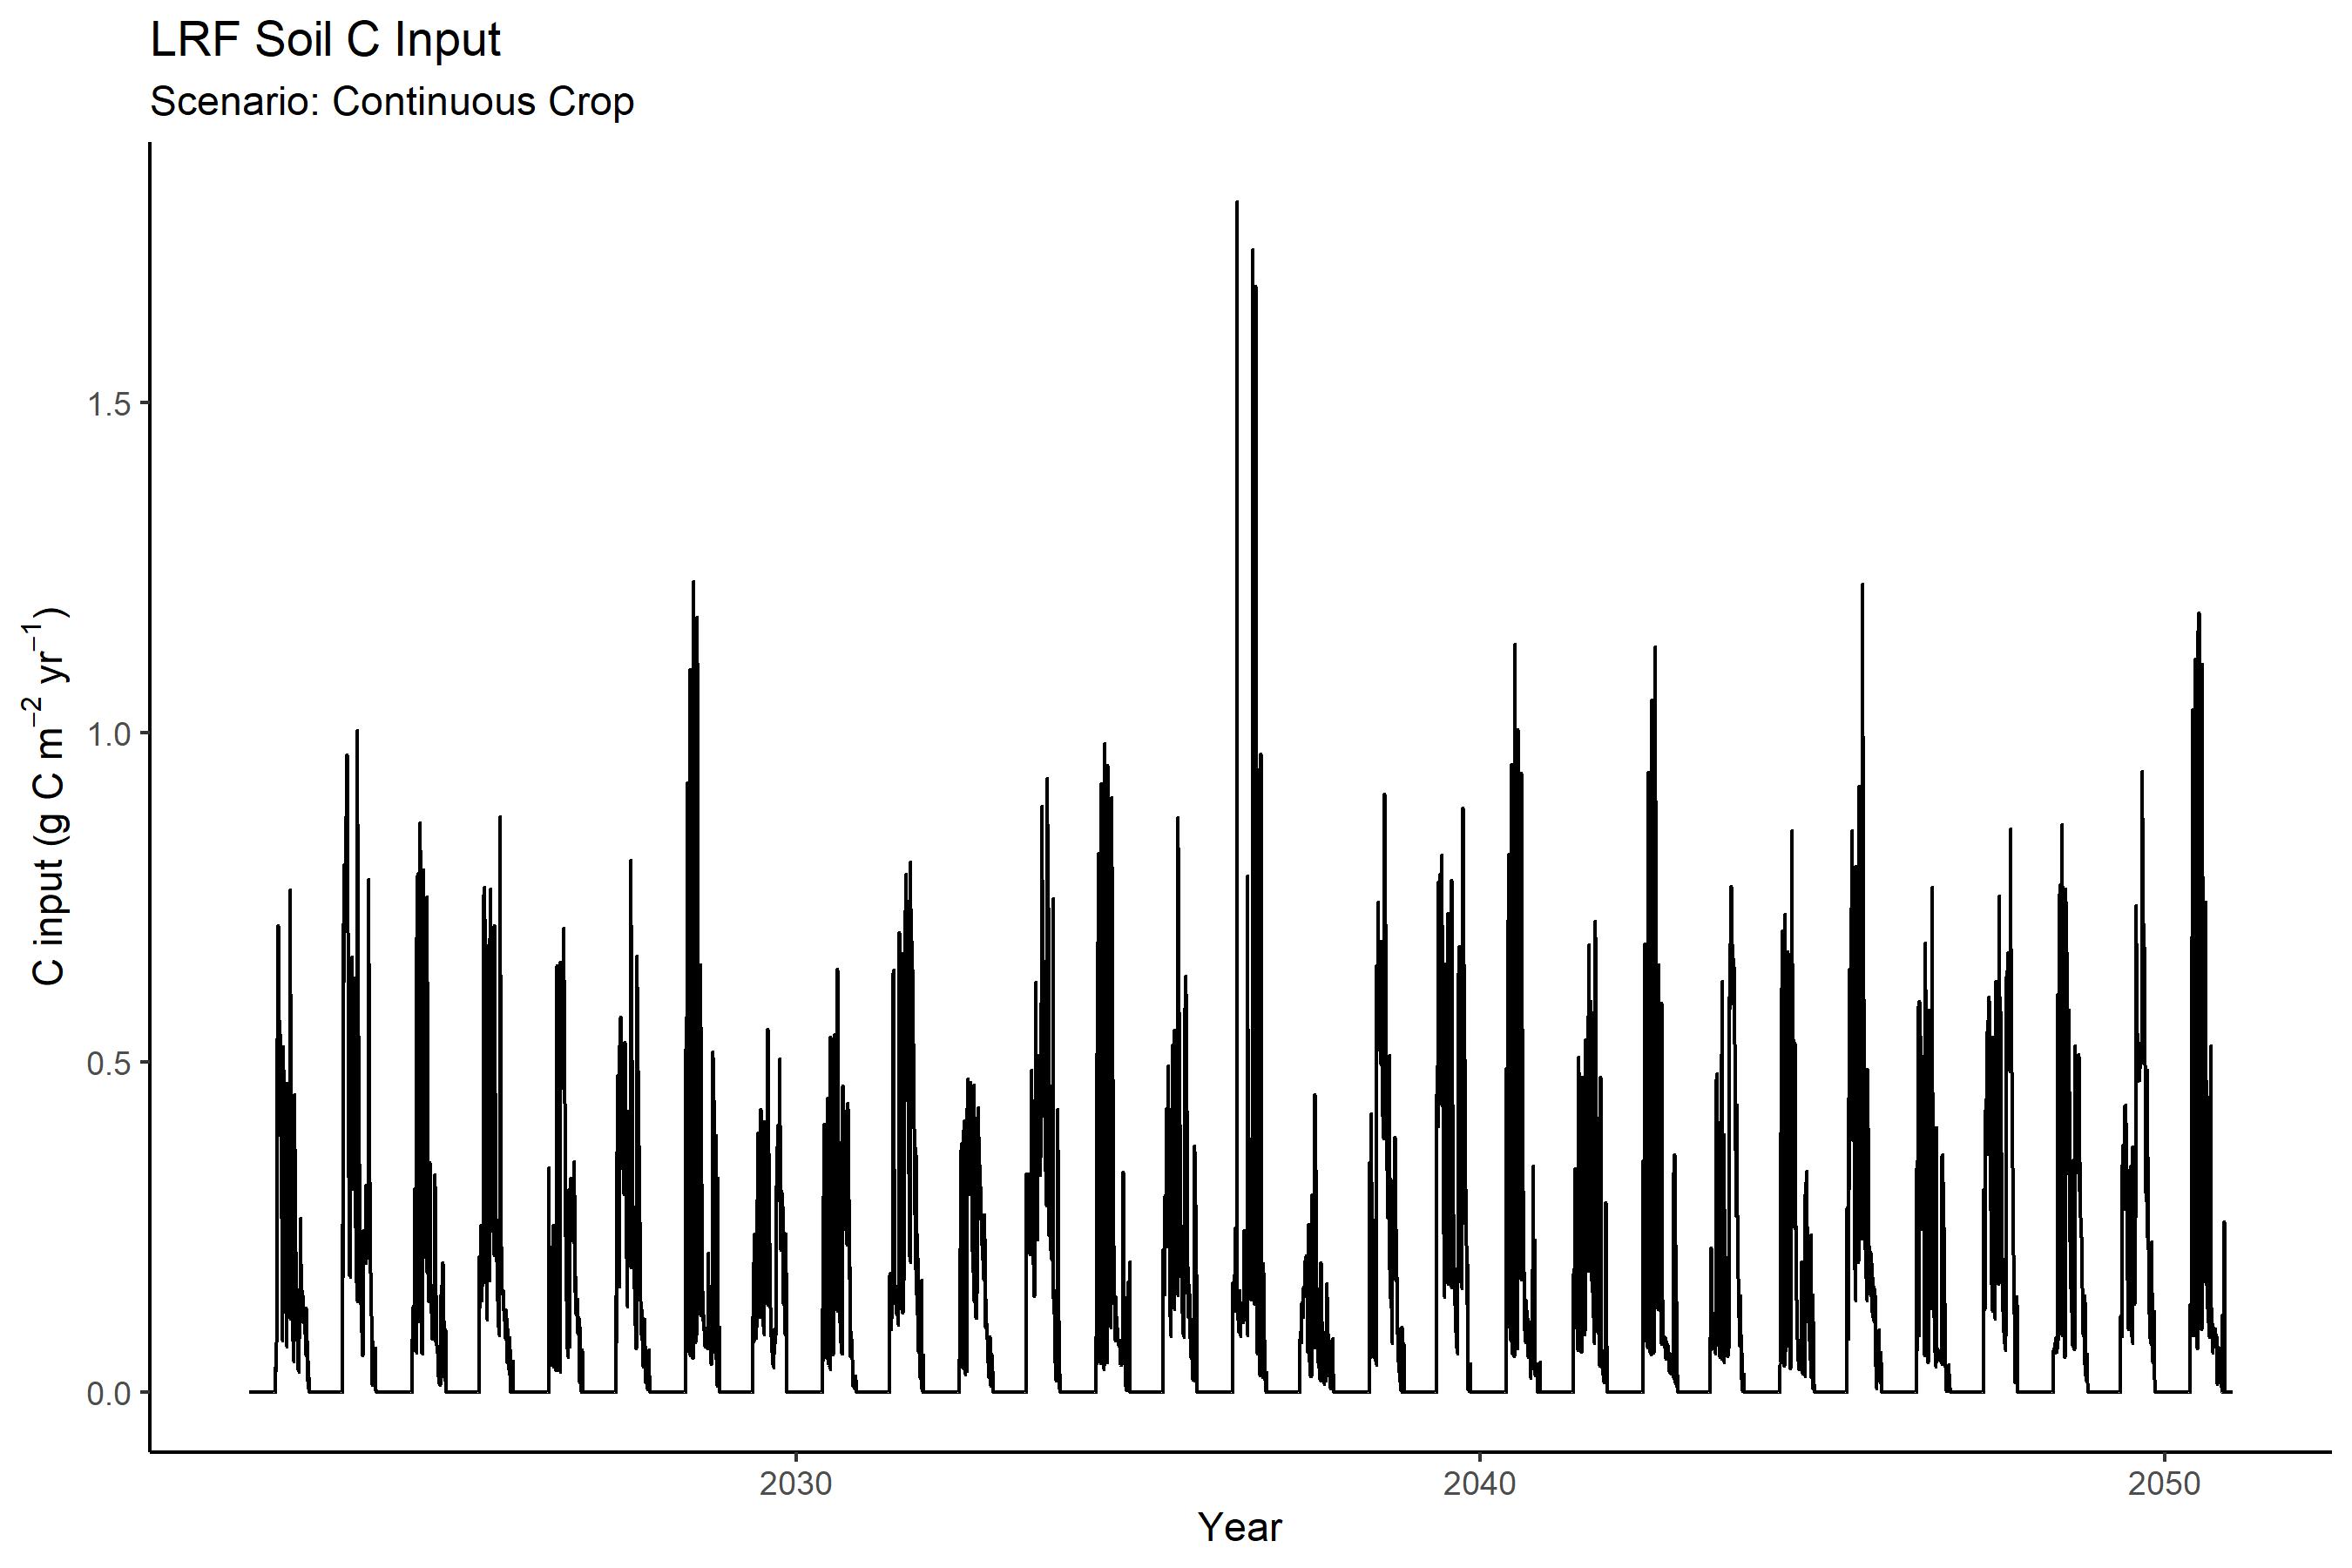 LRF Soil C Input
Scenario: Continuous Crop
C input (g C m⁻² yr⁻¹)
1.5
1.0
0.5
0.0
2030 2040 2050
Year